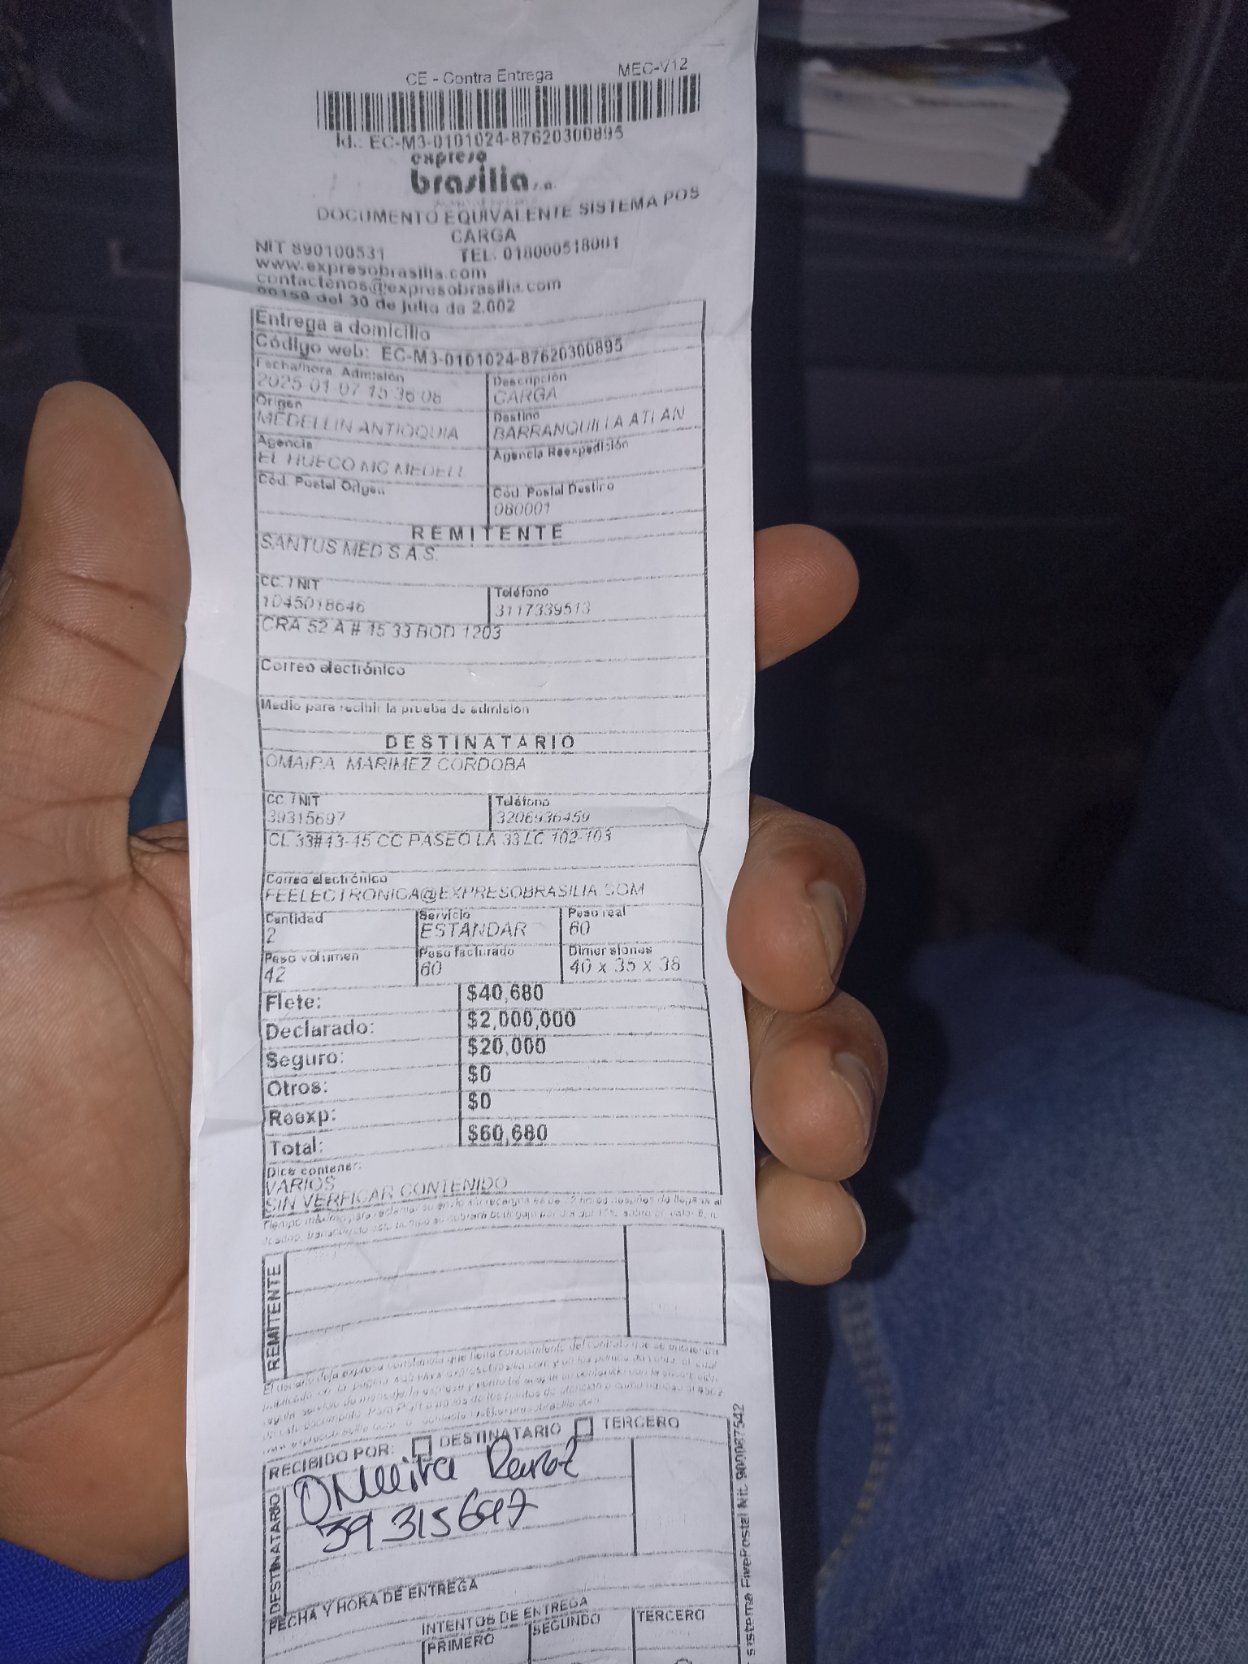 CE - Contra Entrega MEC-V12
Id.: EC-M3-0101024-87620300895
expreso
brasilia s.a.
DOCUMENTO EQUIVALENTE SISTEMA POS
CARGA
NIT 890100531 TEL. 018000518001
www.expresobrasilia.com
contactenos@expresobrasilia.com
00150 del 30 de julio de 2.002
Entrega a domicilio
Código web: EC-M3-0101024-87620300895
Fecha/hora Admisión Descripción
2025-01-07 15:36:08 CARGA
Origen Destino
MEDELLIN ANTIOQUIA BARRANQUILLA ATLAN
Agencia Agencia Reexpedición
EL HUECO MC MEDELL
Cód. Postal Origen Cód. Postal Destino
080001
REMITENTE
SANTUS MED S.A.S.
CC. / NIT Teléfono
1045018646 3117339513
CRA 52 A # 15 33 BOD 1203
Correo electrónico
Medio para recibir la prueba de admision
DESTINATARIO
OMAIRA MARIMEZ CORDOBA
CC. / NIT Teléfono
39315697 3206936459
CL 33#43-45 CC PASEO LA 33 LC 102-103
Correo electrónico
FEELECTRONICA@EXPRESOBRASILIA.COM
Cantidad Servicio Peso real
2 ESTANDAR 60
Peso volumen Peso facturado Dimensiones
42 60 40 x 35 x 38
Flete: $40,680
Declarado: $2,000,000
Seguro: $20,000
Otros: $0
Reexp: $0
Total: $60,680
Dice contener:
VARIOS
SIN VERFICAR CONTENIDO
REMITENTE
RECIBIDO POR: DESTINATARIO TERCERO
DESTINATARIO
39315697
FECHA Y HORA DE ENTREGA
INTENTOS DE ENTREGA
PRIMERO SEGUNDO TERCERO
sistema FivePostal Nit. 900087542